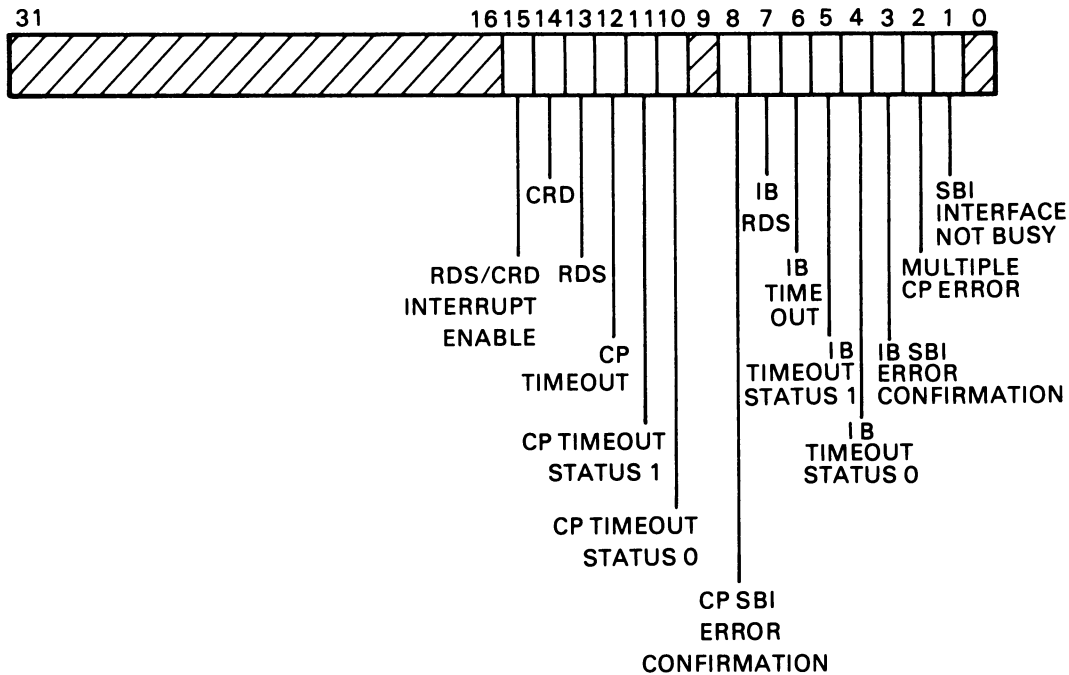 31 16 15 14 13 12 11 10 9 8 7 6 5 4 3 2 1 0
CRD
IB
RDS
SBI
INTERFACE
NOT BUSY
RDS/CRD
INTERRUPT
ENABLE
RDS
IB
TIME
OUT
MULTIPLE
CP ERROR
CP
TIMEOUT
IB
TIMEOUT
STATUS 1
IB SBI
ERROR
CONFIRMATION
CP TIMEOUT
STATUS 1
IB
TIMEOUT
STATUS 0
CP TIMEOUT
STATUS 0
CP SBI
ERROR
CONFIRMATION